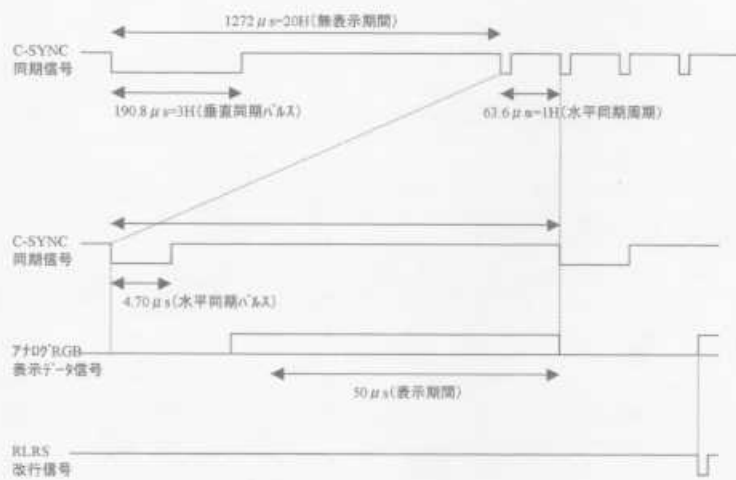 1272μs=20H(無表示期間)
C-SYNC
同期信号
190.8μs=3H(垂直同期パルス)
63.6μs=1H(水平同期周期)
C-SYNC
同期信号
4.70μs(水平同期パルス)
アナログRGB
表示データ信号
50μs(表示期間)
RLRS
改行信号